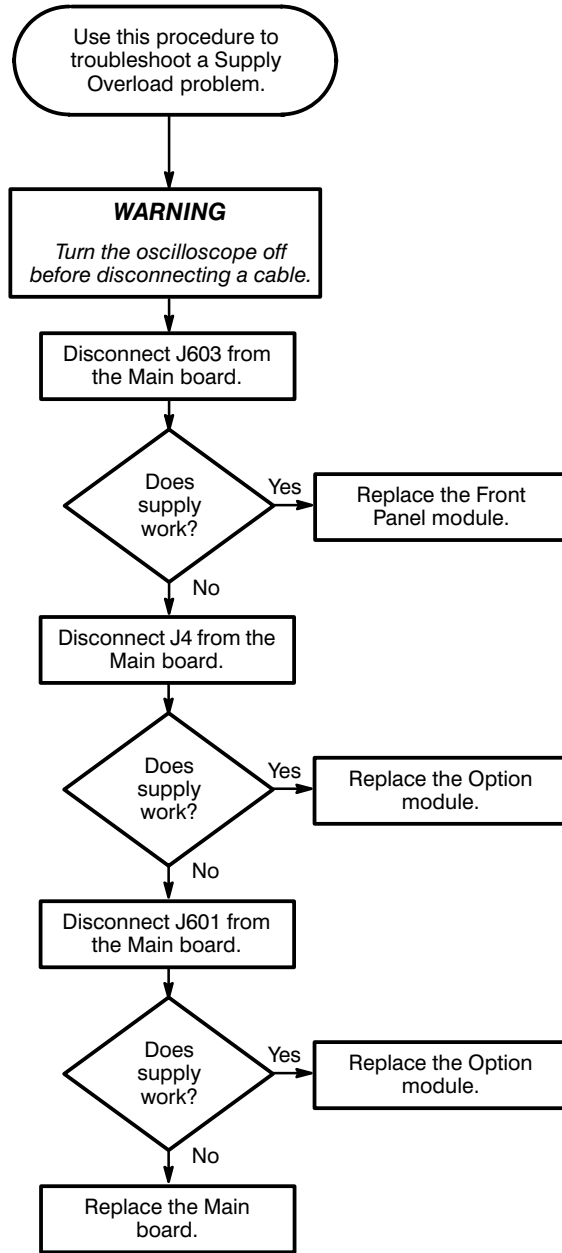 Use this procedure to
troubleshoot a Supply
Overload problem.
WARNING
Turn the oscilloscope off
before disconnecting a cable.
Disconnect J603 from
the Main board.
Does
supply
work?
Yes
Replace the Front
Panel module.
No
Disconnect J4 from the
Main board.
Does
supply
work?
Yes
Replace the Option
module.
No
Disconnect J601 from
the Main board.
Does
supply
work?
Yes
Replace the Option
module.
No
Replace the Main
board.